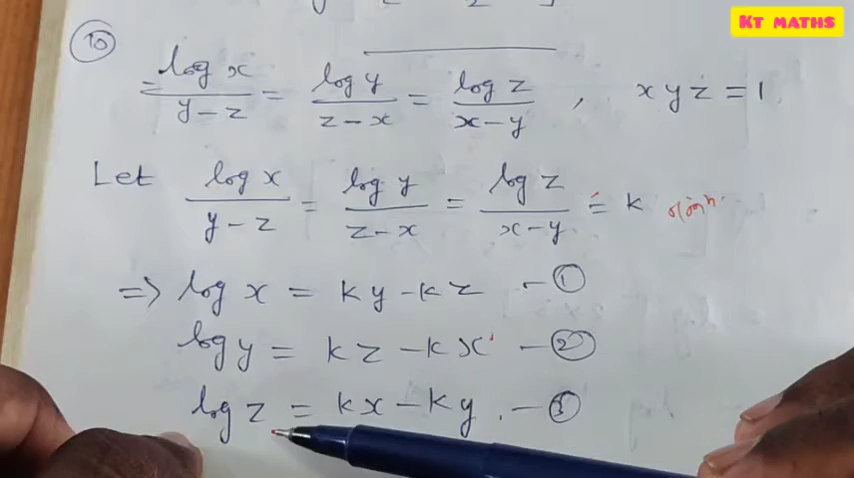 KT MATHS
10
= log x / y - z = log y / z - x = log z / x - y , x y z = 1
Let log x / y - z = log y / z - x = log z / x - y = k
=> log x = ky - kz - ①
log y = kz - kx - ②
log z = kx - ky . - ③